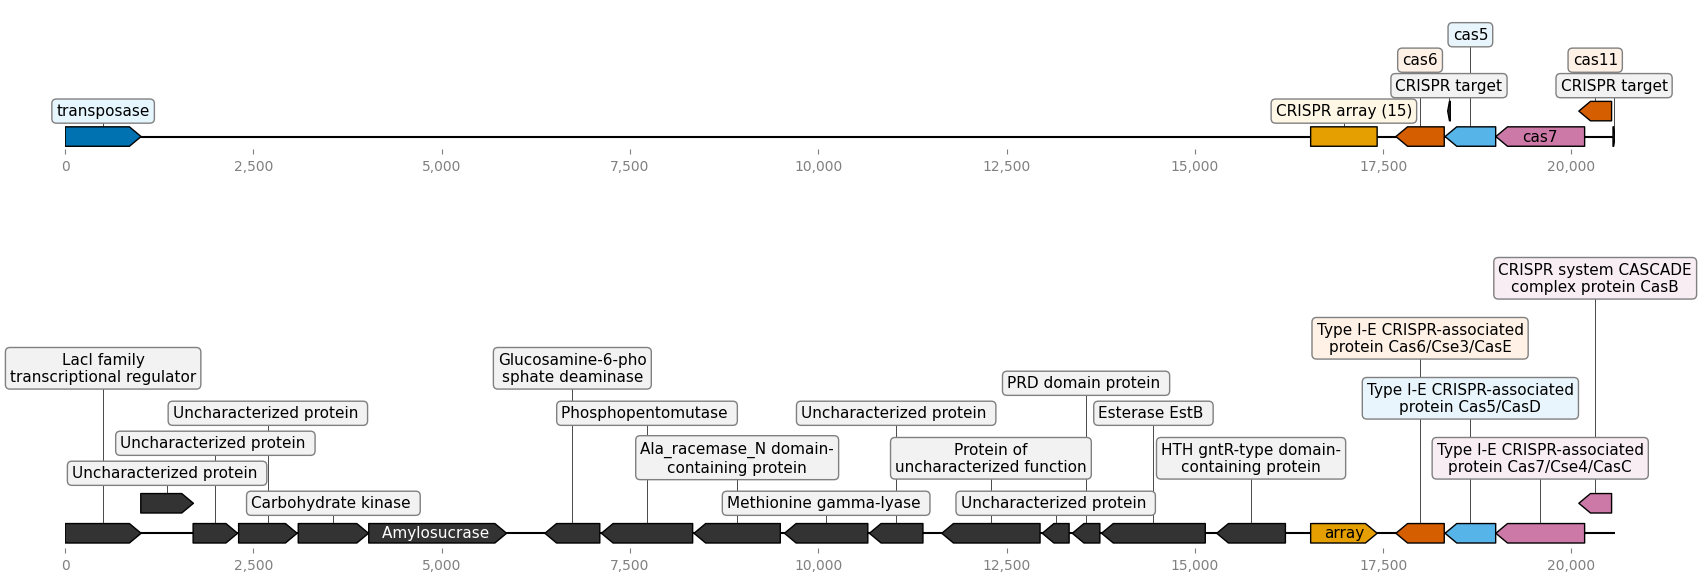 cas5
cas6
cas11
CRISPR target
CRISPR target
transposase
CRISPR array (15)
cas7
0
2,500
5,000
7,500
10,000
12,500
15,000
17,500
20,000
CRISPR system CASCADE
complex protein CasB
Type I-E CRISPR-associated
protein Cas6/Cse3/CasE
LacI family
transcriptional regulator
Glucosamine-6-pho
sphate deaminase
PRD domain protein
Type I-E CRISPR-associated
protein Cas5/CasD
Uncharacterized protein
Phosphopentomutase
Uncharacterized protein
Esterase EstB
Uncharacterized protein
Ala_racemase_N domain-
containing protein
Protein of
uncharacterized function
HTH gntR-type domain-
containing protein
Type I-E CRISPR-associated
protein Cas7/Cse4/CasC
Uncharacterized protein
Carbohydrate kinase
Methionine gamma-lyase
Uncharacterized protein
Amylosucrase
array
0
2,500
5,000
7,500
10,000
12,500
15,000
17,500
20,000